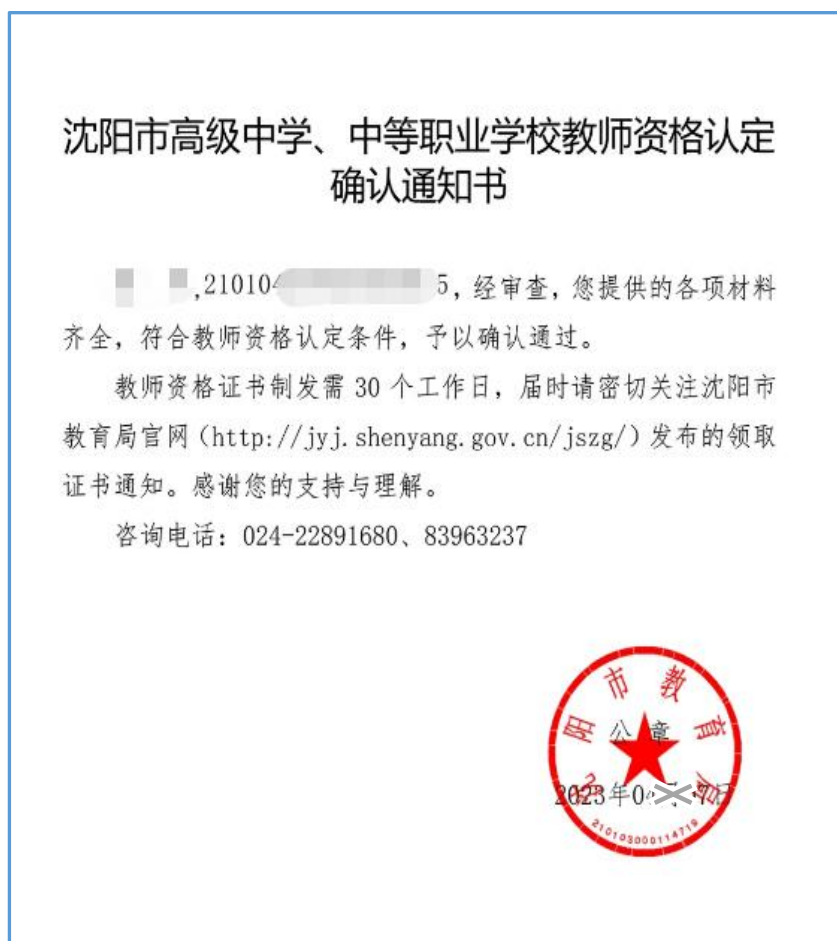 沈阳市高级中学、中等职业学校教师资格认定
确认通知书
,21010 5,经审查,您提供的各项材料
齐全,符合教师资格认定条件,予以确认通过。
教师资格证书制发需 30 个工作日,届时请密切关注沈阳市
教育局官网(http://jyj.shenyang.gov.cn/jszg/)发布的领取
证书通知。感谢您的支持与理解。
咨询电话:024-22891680、83963237
阳市教育局
公 章
2023年0 日
210103000114719